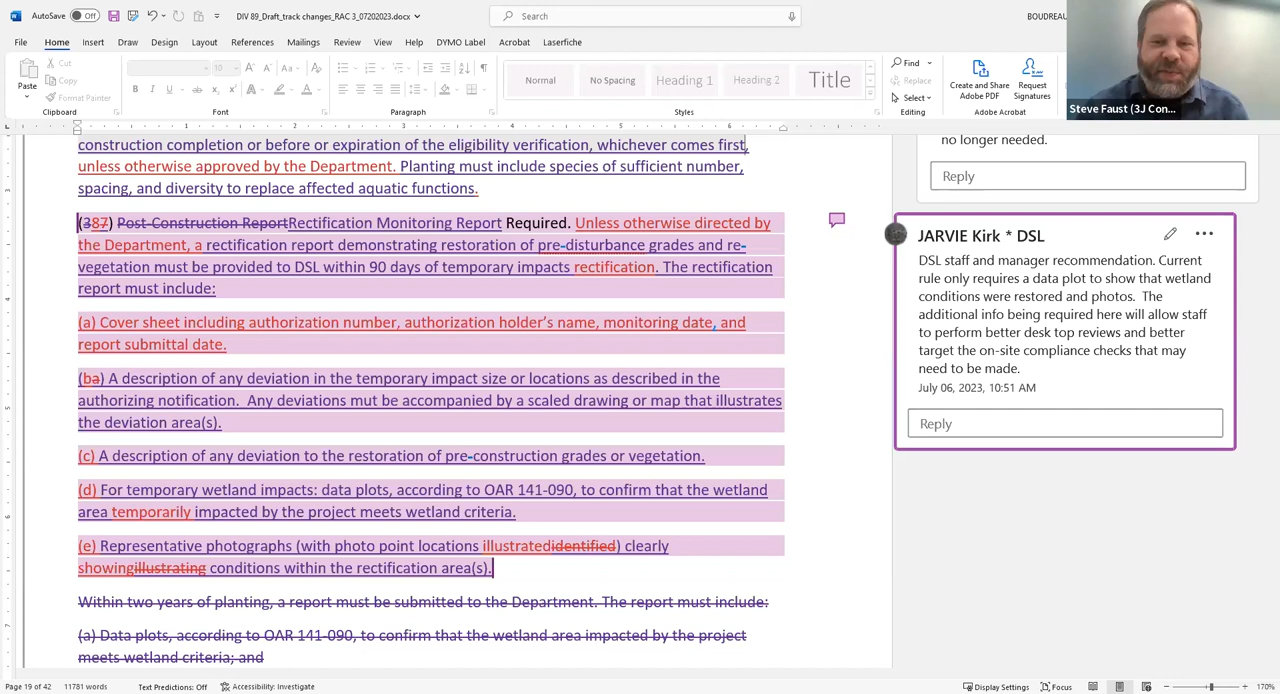 AutoSave Off DIV 89_Draft_track changes_RAC 3_07202023.docx Search BOUDREAU
File Home Insert Draw Design Layout References Mailings Review View Help DYMO Label Acrobat Laserfiche
Paste Cut Copy Format Painter
10 Aa
Normal No Spacing Heading 1 Heading 2 Title
Find Replace Select
Create and Share Adobe PDF Request Signatures
Clipboard Font Paragraph Styles Editing Adobe Acrobat
Steve Faust (3J Con...
construction completion or before or expiration of the eligibility verification, whichever comes first,
unless otherwise approved by the Department. Planting must include species of sufficient number,
spacing, and diversity to replace affected aquatic functions.
(387) Post-Construction ReportRectification Monitoring Report Required. Unless otherwise directed by
the Department, a rectification report demonstrating restoration of pre-disturbance grades and re-
vegetation must be provided to DSL within 90 days of temporary impacts rectification. The rectification
report must include:
(a) Cover sheet including authorization number, authorization holder's name, monitoring date, and
report submittal date.
(ba) A description of any deviation in the temporary impact size or locations as described in the
authorizing notification. Any deviations mut be accompanied by a scaled drawing or map that illustrates
the deviation area(s).
(c) A description of any deviation to the restoration of pre-construction grades or vegetation.
(d) For temporary wetland impacts: data plots, according to OAR 141-090, to confirm that the wetland
area temporarily impacted by the project meets wetland criteria.
(e) Representative photographs (with photo point locations illustratedidentified) clearly
showingillustrating conditions within the rectification area(s).
Within two years of planting, a report must be submitted to the Department. The report must include:
(a) Data plots, according to OAR 141-090, to confirm that the wetland area impacted by the project
meets wetland criteria; and
no longer needed.
Reply
JARVIE Kirk * DSL
DSL staff and manager recommendation. Current
rule only requires a data plot to show that wetland
conditions were restored and photos. The
additional info being required here will allow staff
to perform better desk top reviews and better
target the on-site compliance checks that may
need to be made.
July 06, 2023, 10:51 AM
Reply
Page 19 of 42 11781 words Text Predictions: Off Accessibility: Investigate Display Settings Focus 170%